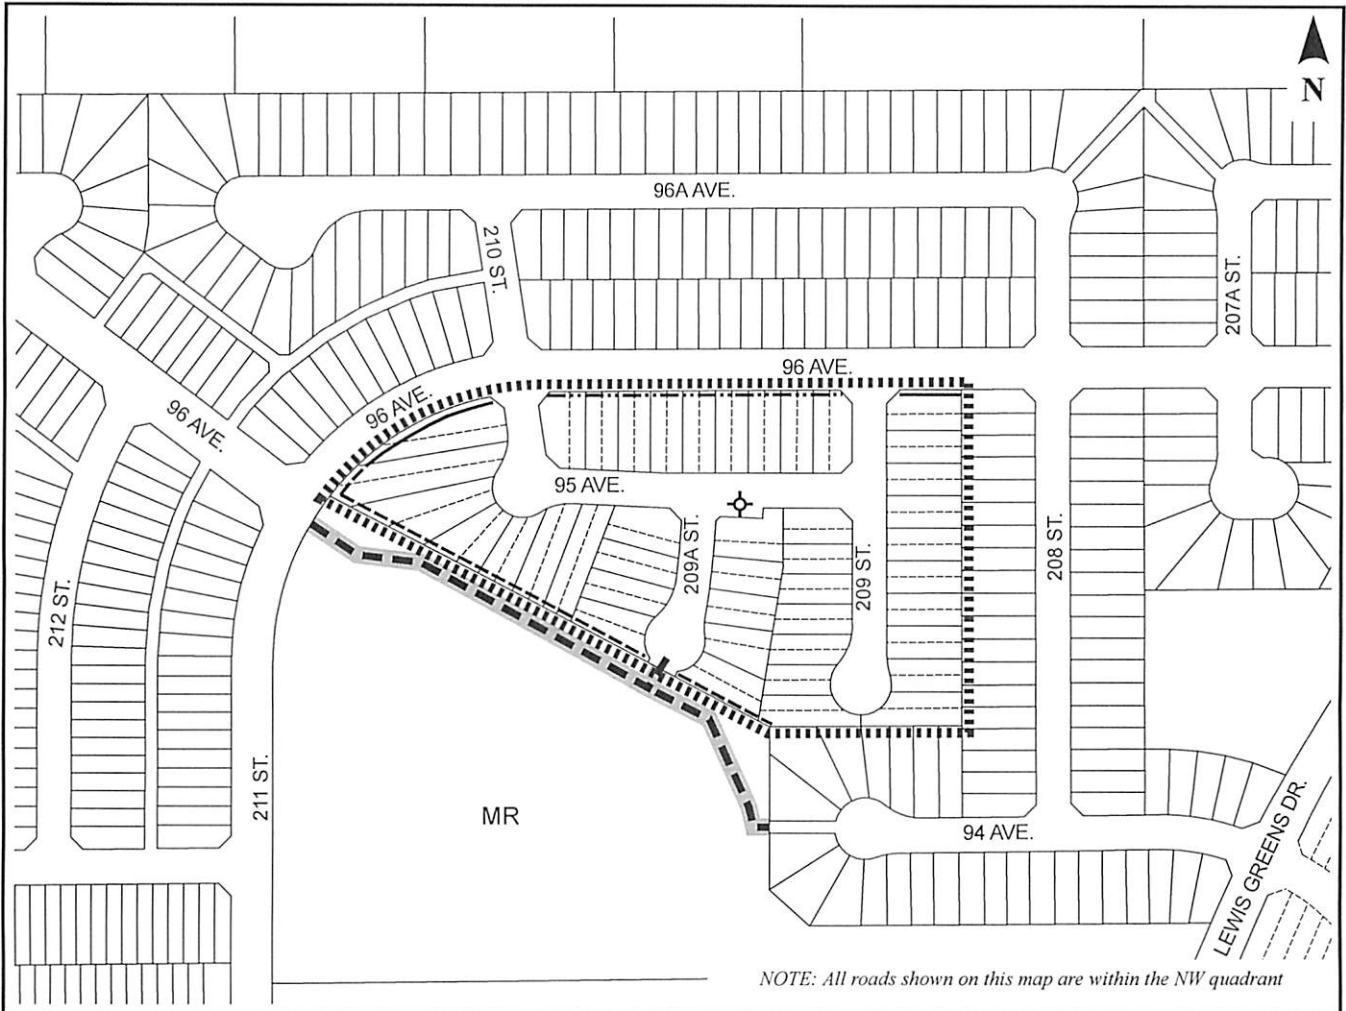 N
96A AVE.
210 ST.
207A ST.
96 AVE.
96 AVE.
96 AVE.
95 AVE.
209A ST.
209 ST.
208 ST.
212 ST.
211 ST.
MR
94 AVE.
LEWIS GREENS DR.
NOTE: All roads shown on this map are within the NW quadrant